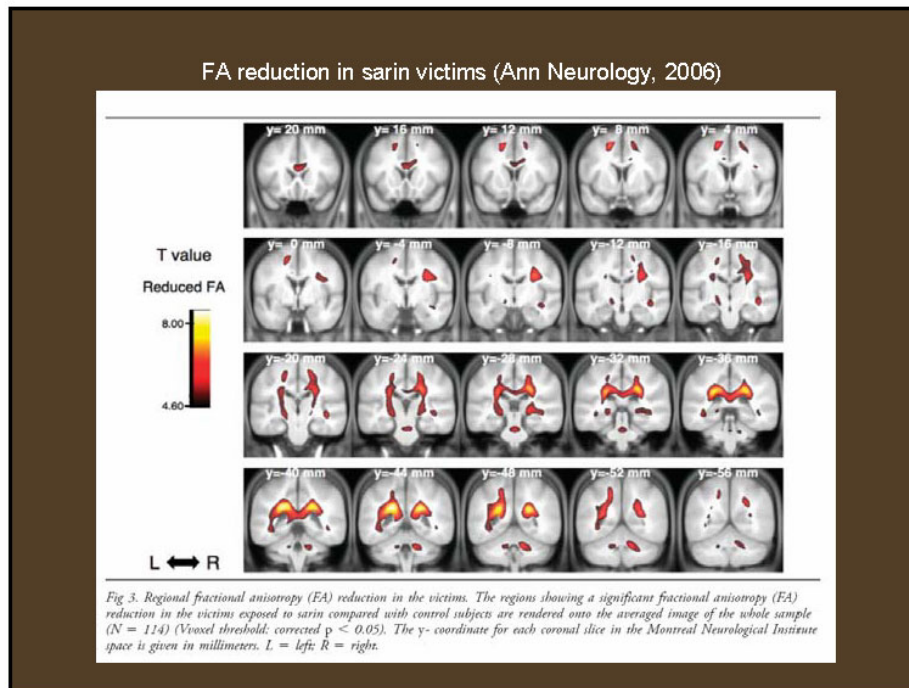 FA reduction in sarin victims (Ann Neurology, 2006)
y= 20 mm y= 16 mm y= 12 mm y= 8 mm y= 4 mm
y= 0 mm y= -4 mm y= -8 mm y=-12 mm y=-16 mm
T value
Reduced FA
8.00
4.60
y=-20 mm y=-24 mm y=-28 mm y=-32 mm y=-36 mm
y=-40 mm y=-44 mm y=-48 mm y=-52 mm y=-56 mm
L R
Fig 3. Regional fractional anisotropy (FA) reduction in the victims. The regions showing a significant fractional anisotropy (FA)
reduction in the victims exposed to sarin compared with control subjects are rendered onto the averaged image of the whole sample
(N = 114) (Vvoxel threshold: corrected p < 0.05). The y- coordinate for each coronal slice in the Montreal Neurological Institute
space is given in millimeters. L = left; R = right.